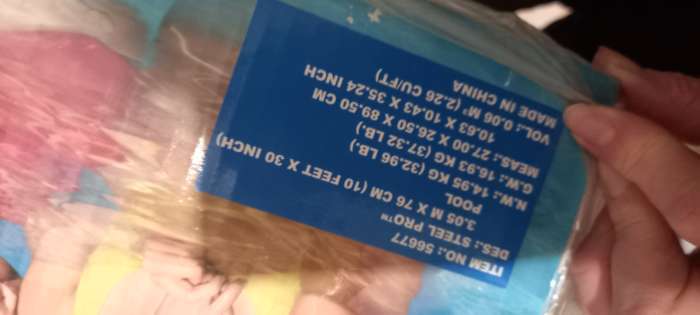 ITEM NO.: 56677
DES.: STEEL PRO™
3.05 M X 76 CM (10 FEET X 30 INCH)
POOL
N.W.: 14.95 KG (32.96 LB.)
G.W.: 16.93 KG (37.32 LB.)
MEAS.: 27.00 X 26.50 X 89.50 CM
10.63 X 10.43 X 35.24 INCH
VOL.: 0.06 M³ (2.26 CU/FT)
MADE IN CHINA